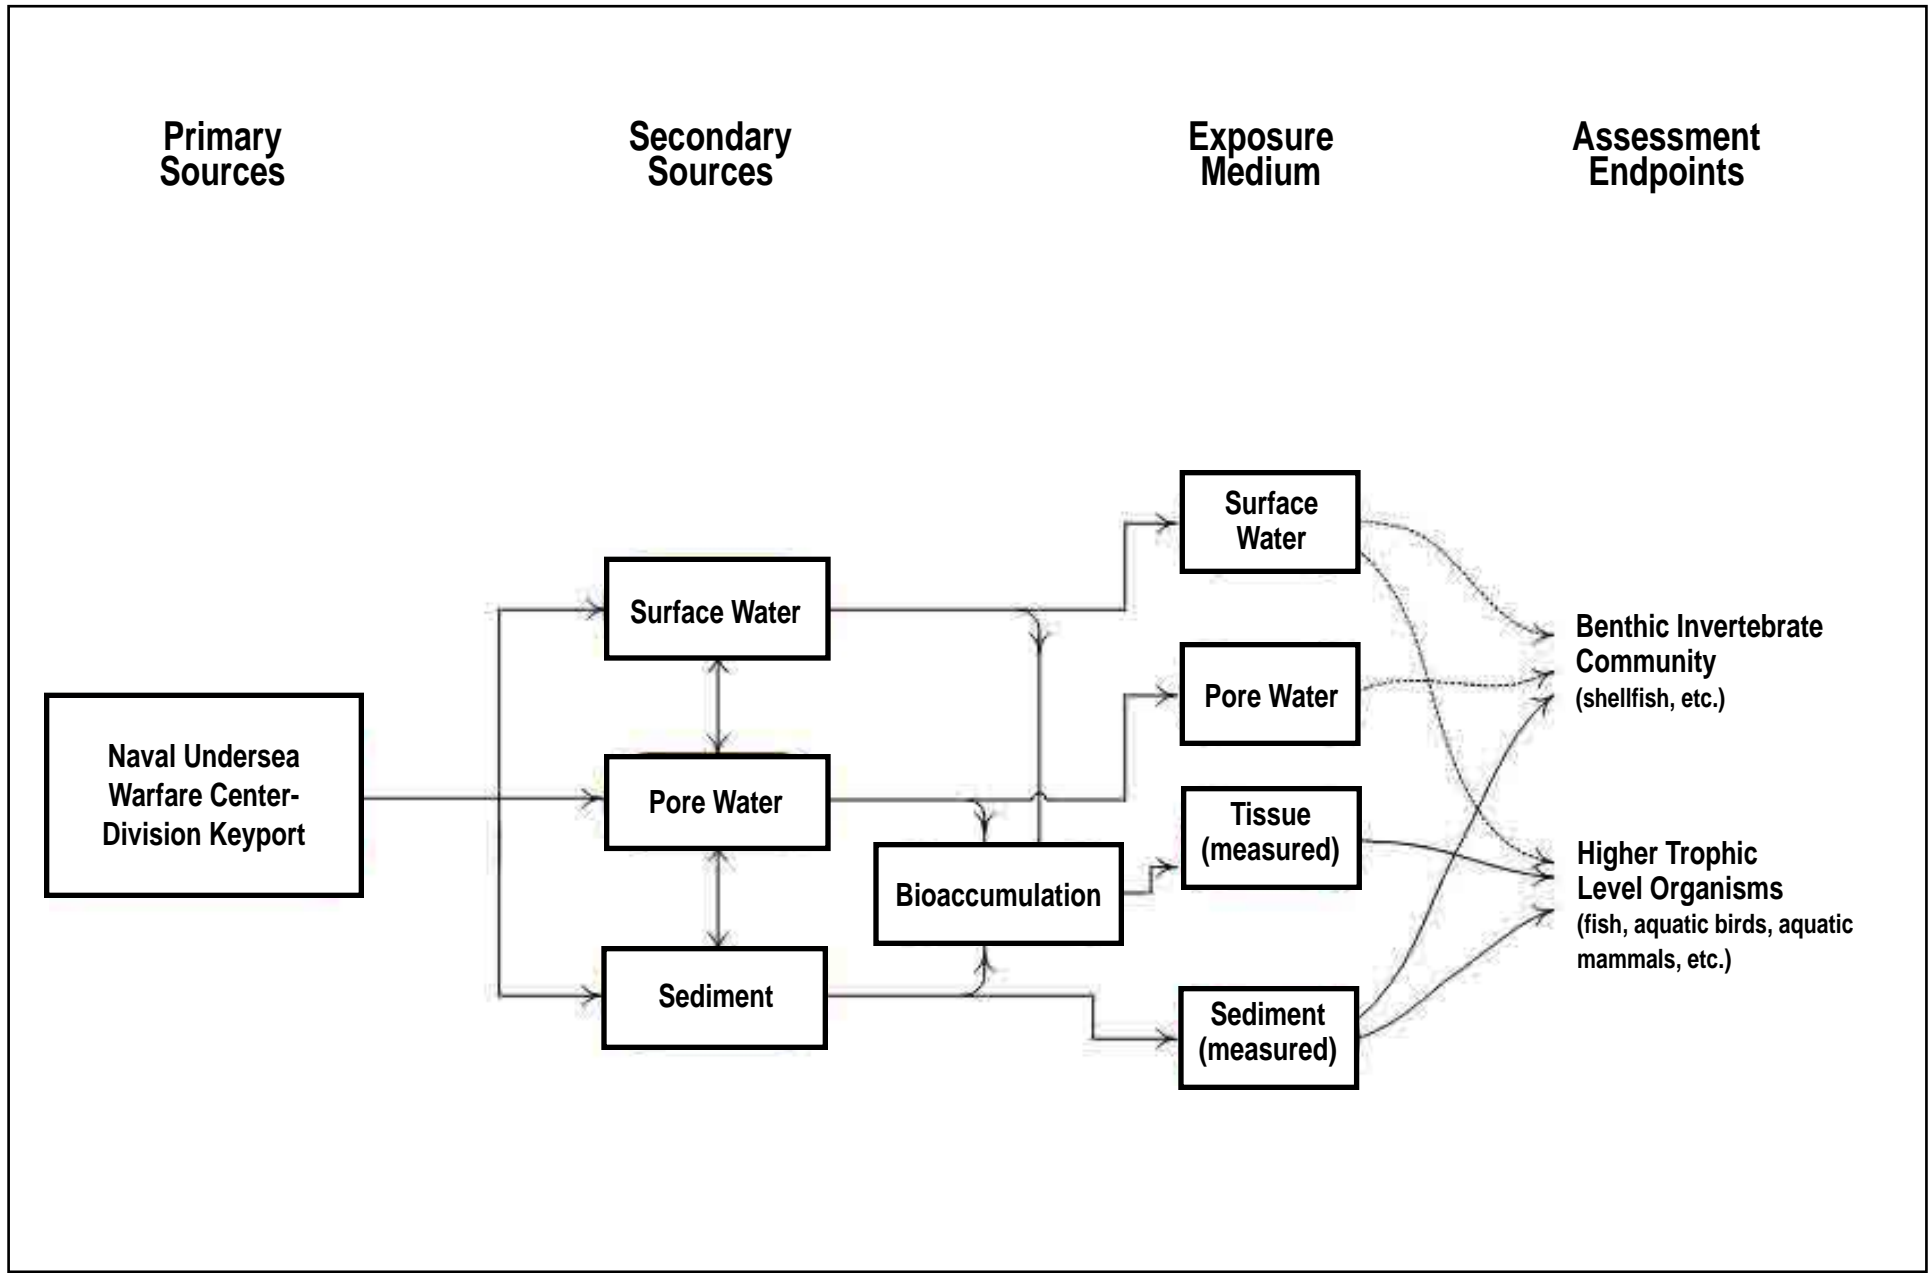 Primary
Sources
Secondary
Sources
Exposure
Medium
Assessment
Endpoints
Naval Undersea
Warfare Center-
Division Keyport
Surface Water
Pore Water
Sediment
Bioaccumulation
Surface
Water
Pore Water
Tissue
(measured)
Sediment
(measured)
Benthic Invertebrate
Community
(shellfish, etc.)
Higher Trophic
Level Organisms
(fish, aquatic birds, aquatic
mammals, etc.)